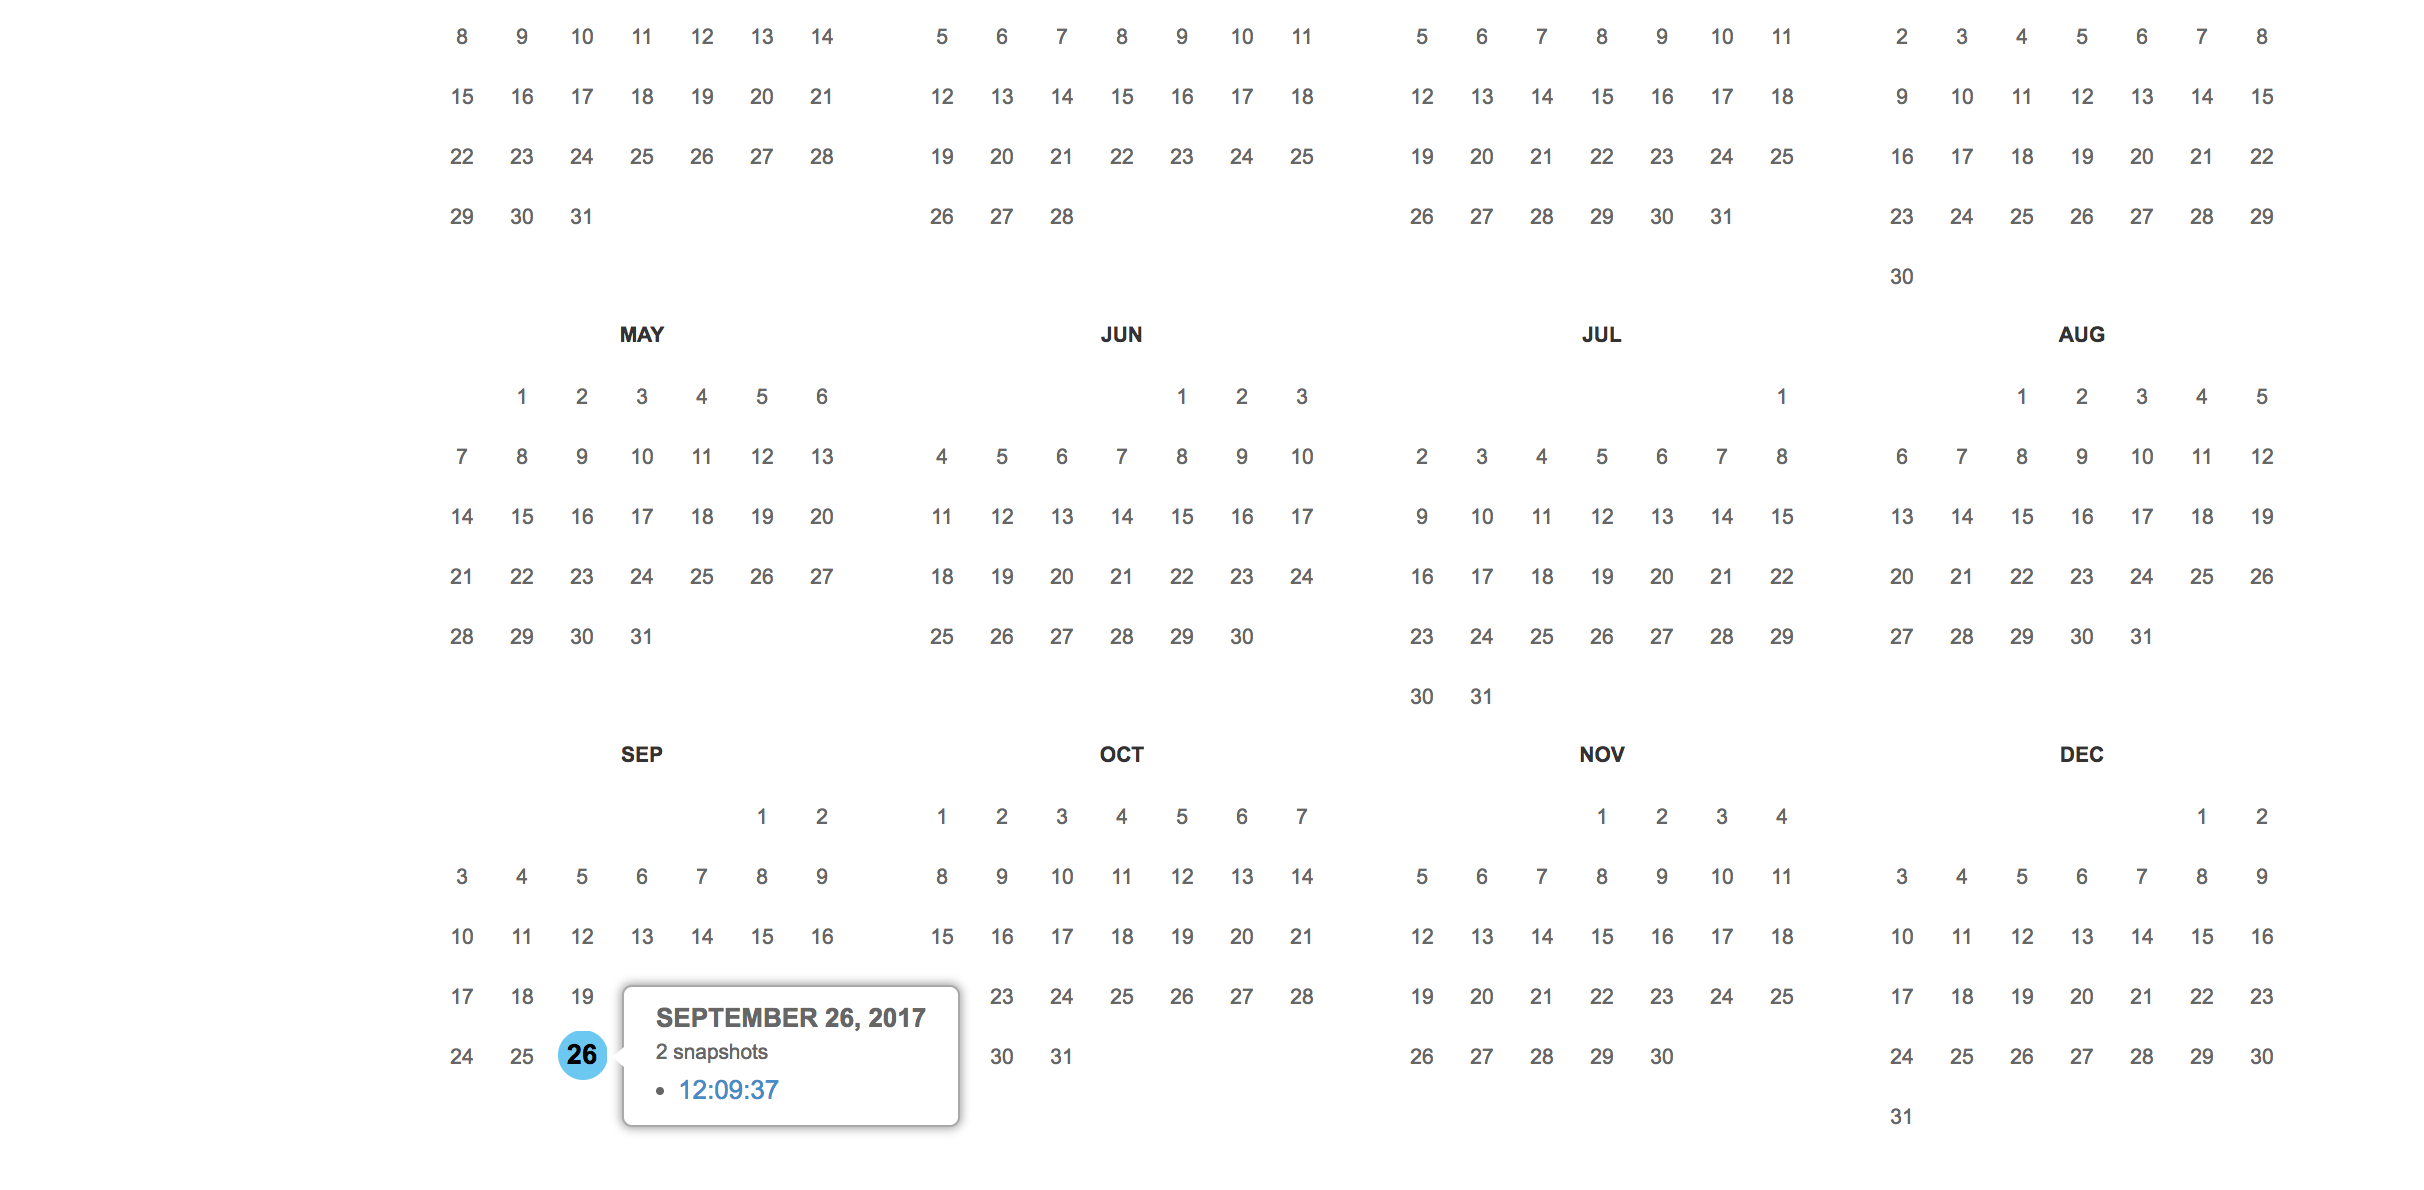 8 9 10 11 12 13 14 5 6 7 8 9 10 11 5 6 7 8 9 10 11 2 3 4 5 6 7 8
15 16 17 18 19 20 21 12 13 14 15 16 17 18 12 13 14 15 16 17 18 9 10 11 12 13 14 15
22 23 24 25 26 27 28 19 20 21 22 23 24 25 19 20 21 22 23 24 25 16 17 18 19 20 21 22
29 30 31 26 27 28 26 27 28 29 30 31 23 24 25 26 27 28 29
30
MAY JUN JUL AUG
1 2 3 4 5 6 1 2 3 1 1 2 3 4 5
7 8 9 10 11 12 13 4 5 6 7 8 9 10 2 3 4 5 6 7 8 6 7 8 9 10 11 12
14 15 16 17 18 19 20 11 12 13 14 15 16 17 9 10 11 12 13 14 15 13 14 15 16 17 18 19
21 22 23 24 25 26 27 18 19 20 21 22 23 24 16 17 18 19 20 21 22 20 21 22 23 24 25 26
28 29 30 31 25 26 27 28 29 30 23 24 25 26 27 28 29 27 28 29 30 31
30 31
SEP OCT NOV DEC
1 2 1 2 3 4 5 6 7 1 2 3 4 1 2
3 4 5 6 7 8 9 8 9 10 11 12 13 14 5 6 7 8 9 10 11 3 4 5 6 7 8 9
10 11 12 13 14 15 16 15 16 17 18 19 20 21 12 13 14 15 16 17 18 10 11 12 13 14 15 16
17 18 19 23 24 25 26 27 28 19 20 21 22 23 24 25 17 18 19 20 21 22 23
24 25 26 30 31 26 27 28 29 30 24 25 26 27 28 29 30
31
SEPTEMBER 26, 2017
2 snapshots
• 12:09:37